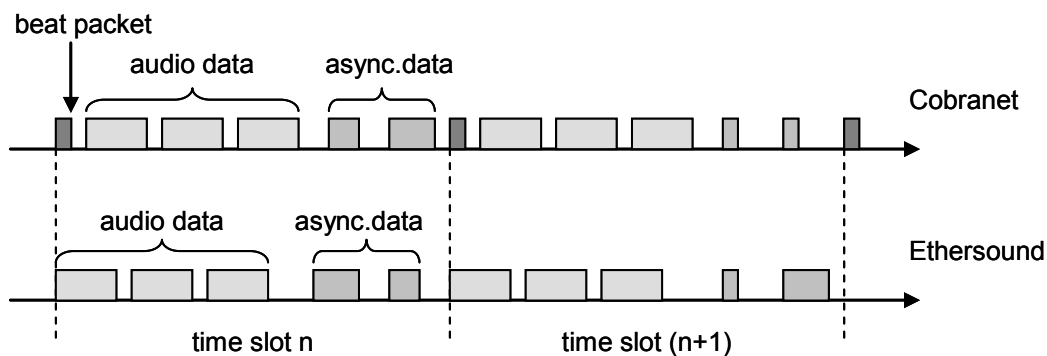 beat packet
audio data
async.data
Cobranet
audio data
async.data
Ethersound
time slot n
time slot (n+1)